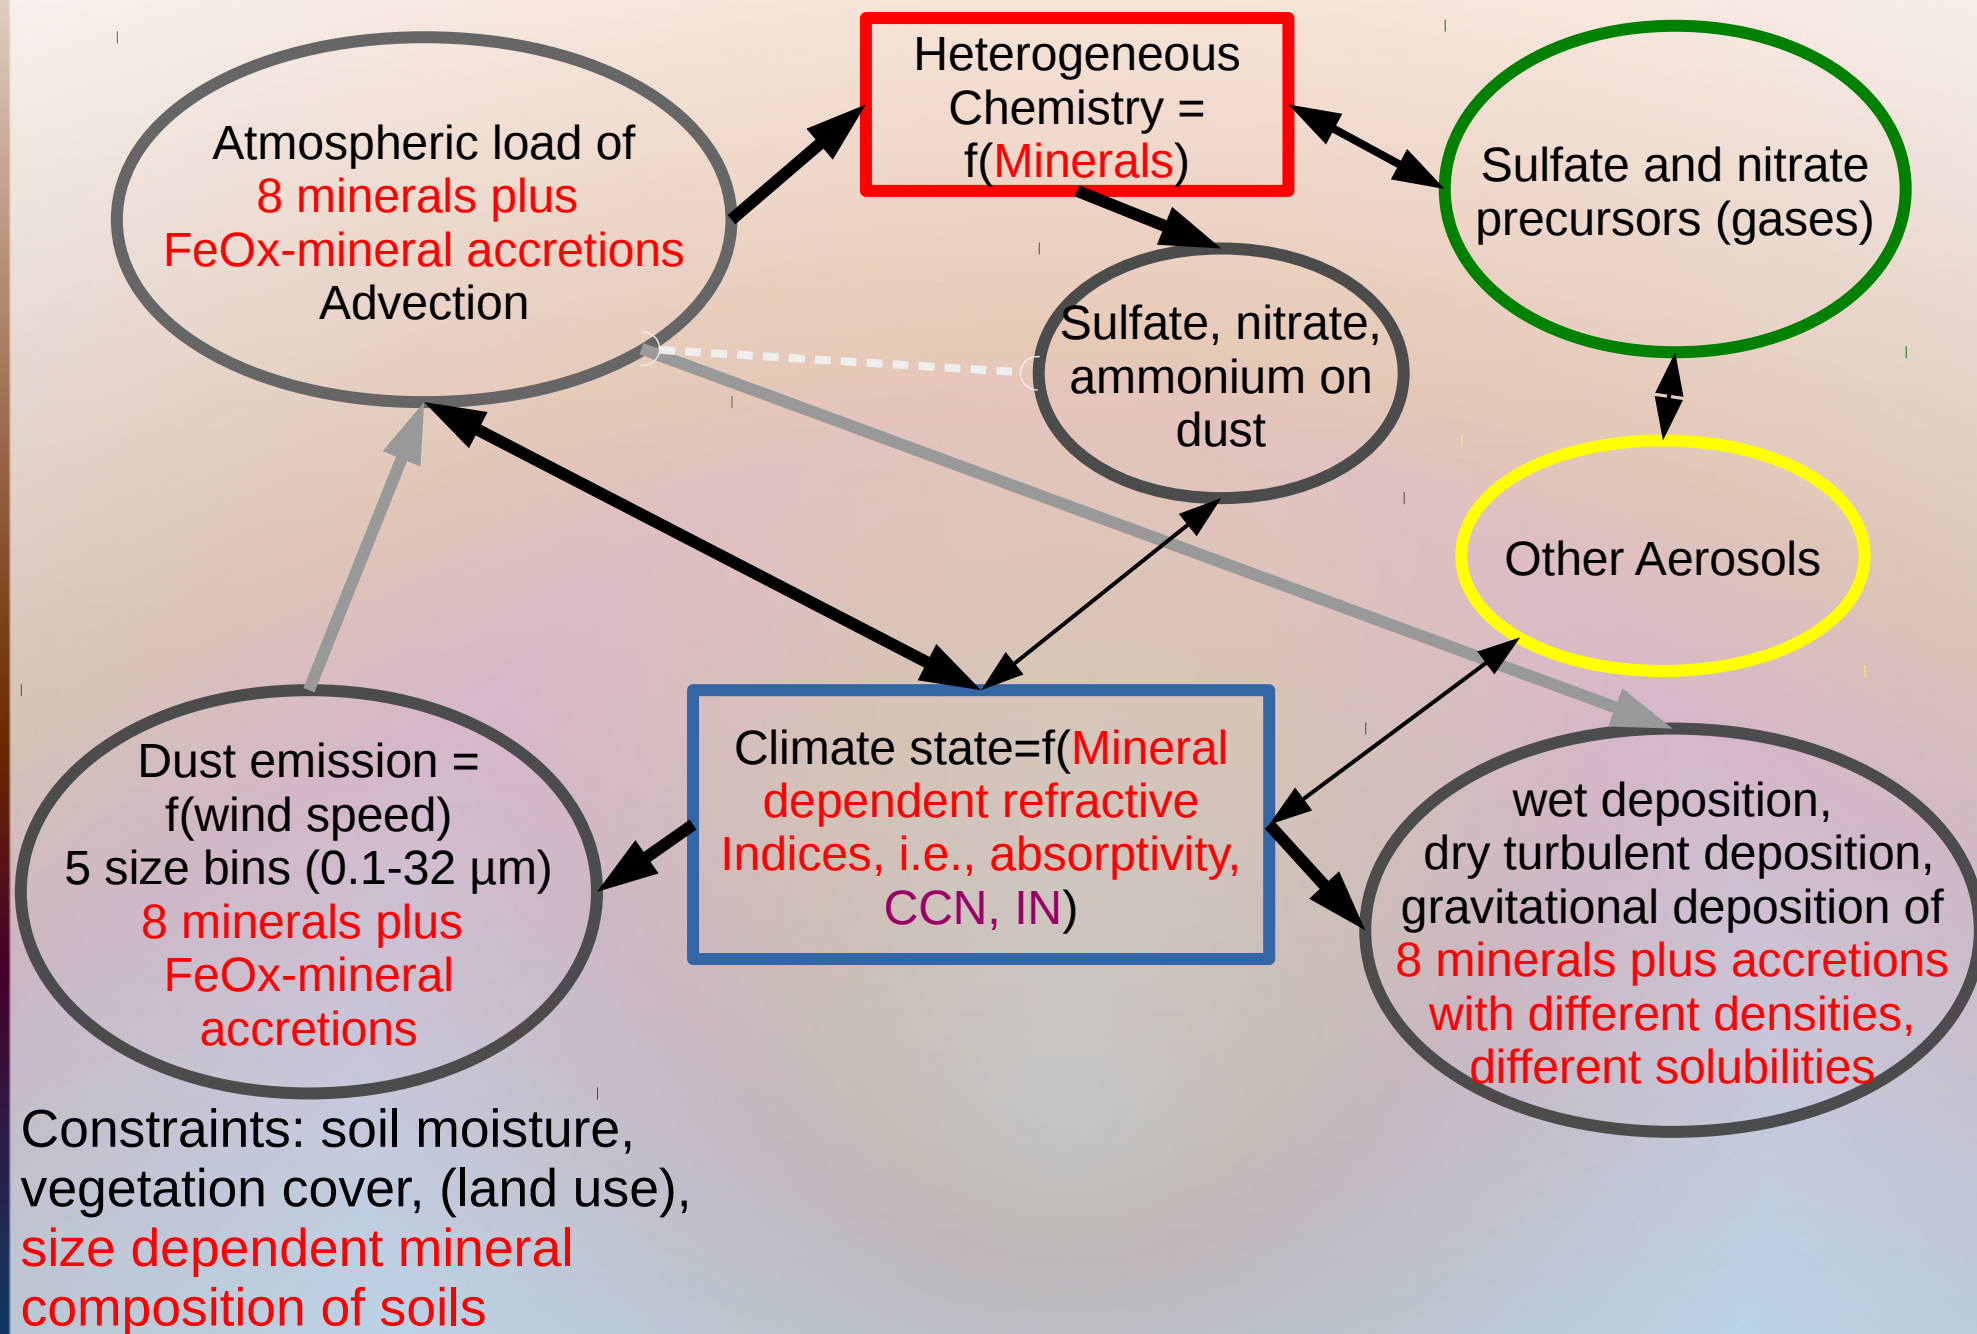 Atmospheric load of
8 minerals plus
FeOx-mineral accretions
Advection
Heterogeneous
Chemistry =
f(Minerals)
Sulfate and nitrate
precursors (gases)
Sulfate, nitrate,
ammonium on
dust
Other Aerosols
Dust emission =
f(wind speed)
5 size bins (0.1-32 µm)
8 minerals plus
FeOx-mineral
accretions
Climate state=f(Mineral
dependent refractive
Indices, i.e., absorptivity,
CCN, IN)
wet deposition,
dry turbulent deposition,
gravitational deposition of
8 minerals plus accretions
with different densities,
different solubilities
Constraints: soil moisture,
vegetation cover, (land use),
size dependent mineral
composition of soils